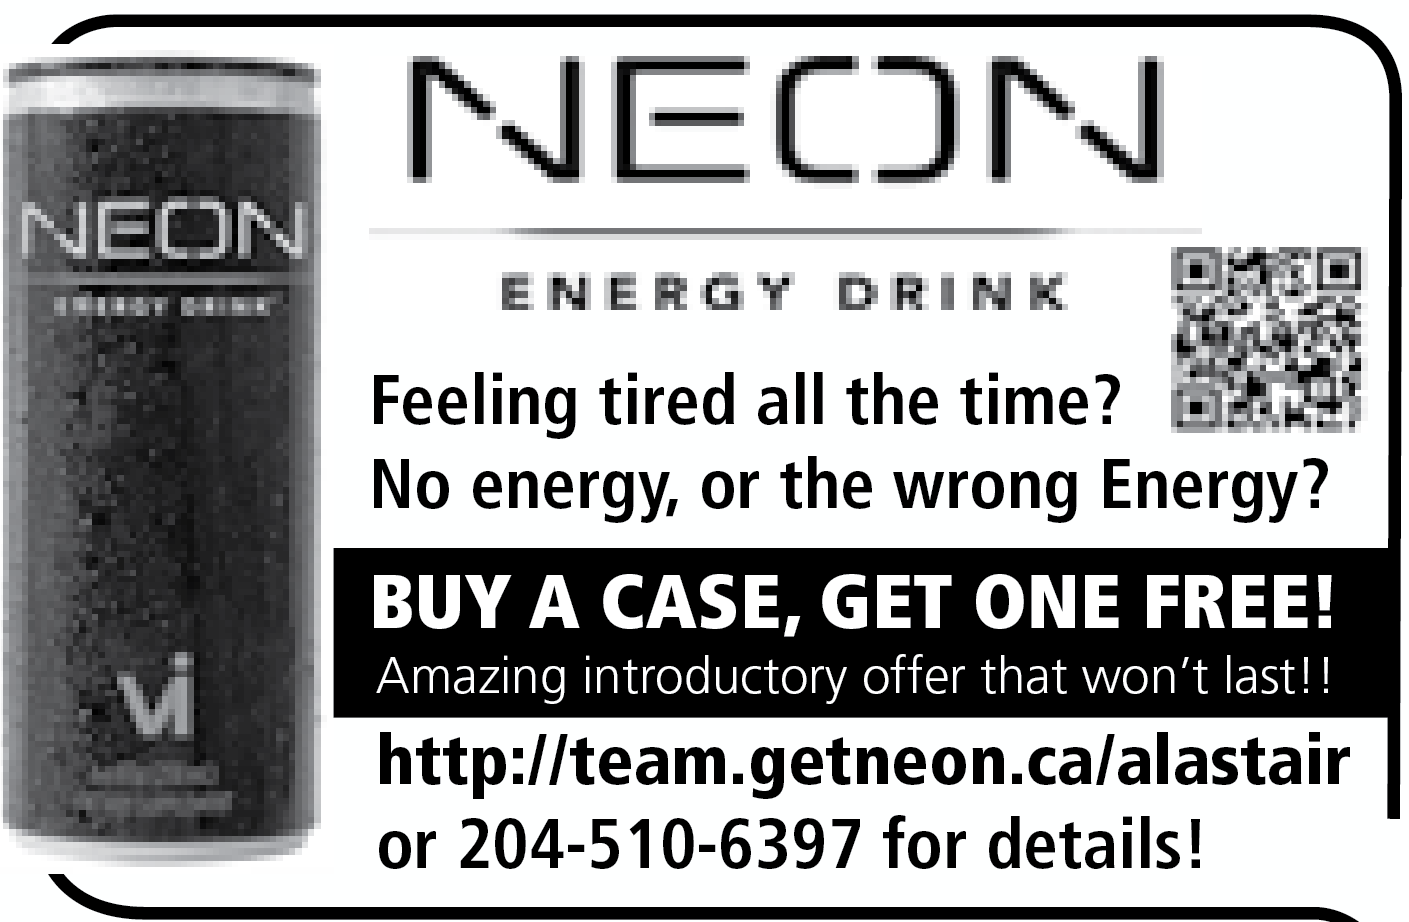 NEON
ENERGY DRINK
NEON
ENERGY DRINK
Feeling tired all the time?
No energy, or the wrong Energy?
BUY A CASE, GET ONE FREE!
Amazing introductory offer that won't last!!
http://team.getneon.ca/alastair
or 204-510-6397 for details!
vi